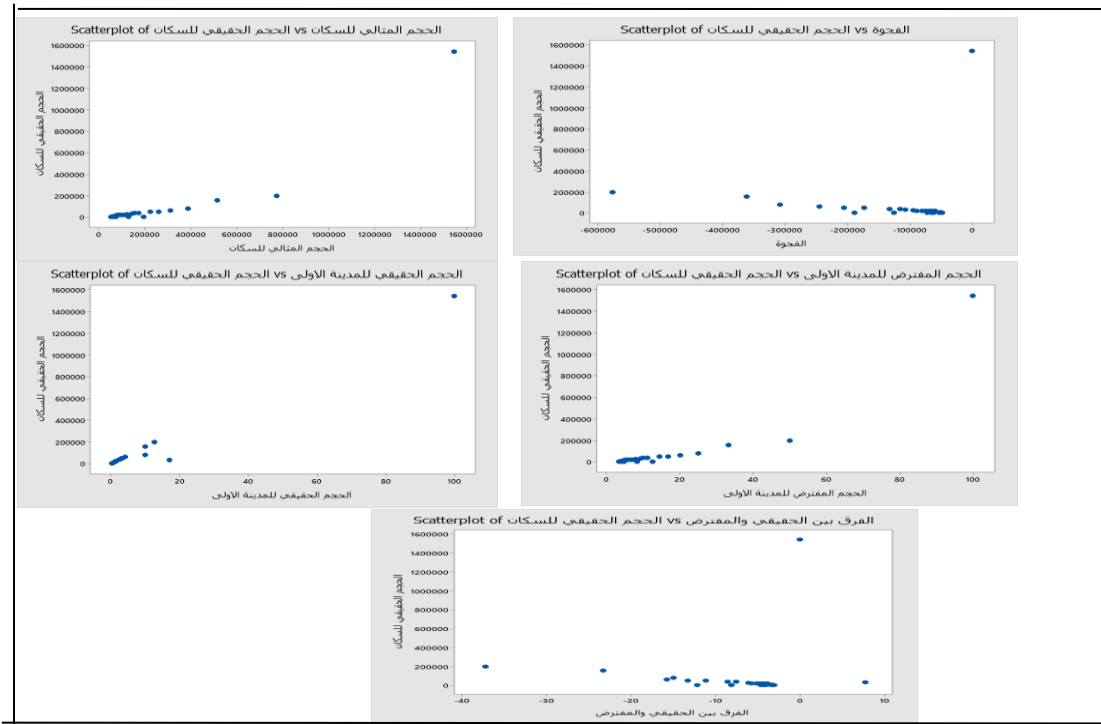 Scatterplot of الحجم الحقيقي للسكان vs الحجم المثالي للسكان
1600000
1400000
1200000
1000000
800000
600000
400000
200000
0
الحجم الحقيقي للسكان
0 200000 400000 600000 800000 1000000 1200000 1400000 1600000
الحجم المثالي للسكان
Scatterplot of الحجم الحقيقي للسكان vs الفجوة
1600000
1400000
1200000
1000000
800000
600000
400000
200000
0
الحجم الحقيقي للسكان
-600000 -500000 -400000 -300000 -200000 -100000 0
الفجوة
Scatterplot of الحجم الحقيقي للسكان vs الحجم الحقيقي للمدينة الاولى
1600000
1400000
1200000
1000000
800000
600000
400000
200000
0
الحجم الحقيقي للسكان
0 20 40 60 80 100
الحجم الحقيقي للمدينة الاولى
Scatterplot of الحجم الحقيقي للسكان vs الحجم المفترض للمدينة الاولى
1600000
1400000
1200000
1000000
800000
600000
400000
200000
0
الحجم الحقيقي للسكان
0 20 40 60 80 100
الحجم المفترض للمدينة الاولى
Scatterplot of الحجم الحقيقي للسكان vs الفرق بين الحقيقي والمفترض
1600000
1400000
1200000
1000000
800000
600000
400000
200000
0
الحجم الحقيقي للسكان
-40 -30 -20 -10 0 10
الفرق بين الحقيقي والمفترض